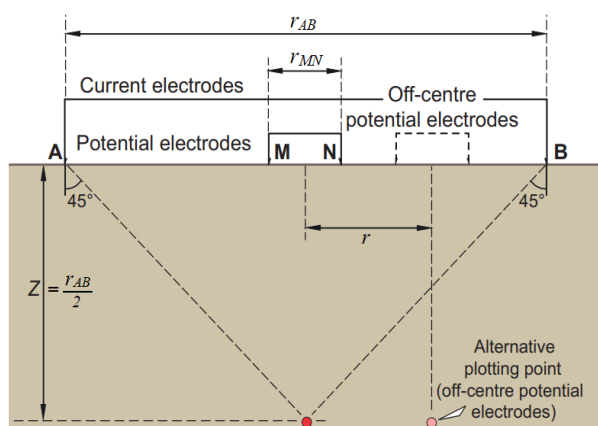 r_AB
r_MN
Current electrodes
Off-centre
potential electrodes
Potential electrodes
A
M
N
B
45°
45°
r
Z = r_AB/2
Alternative
plotting point
(off-centre potential
electrodes)